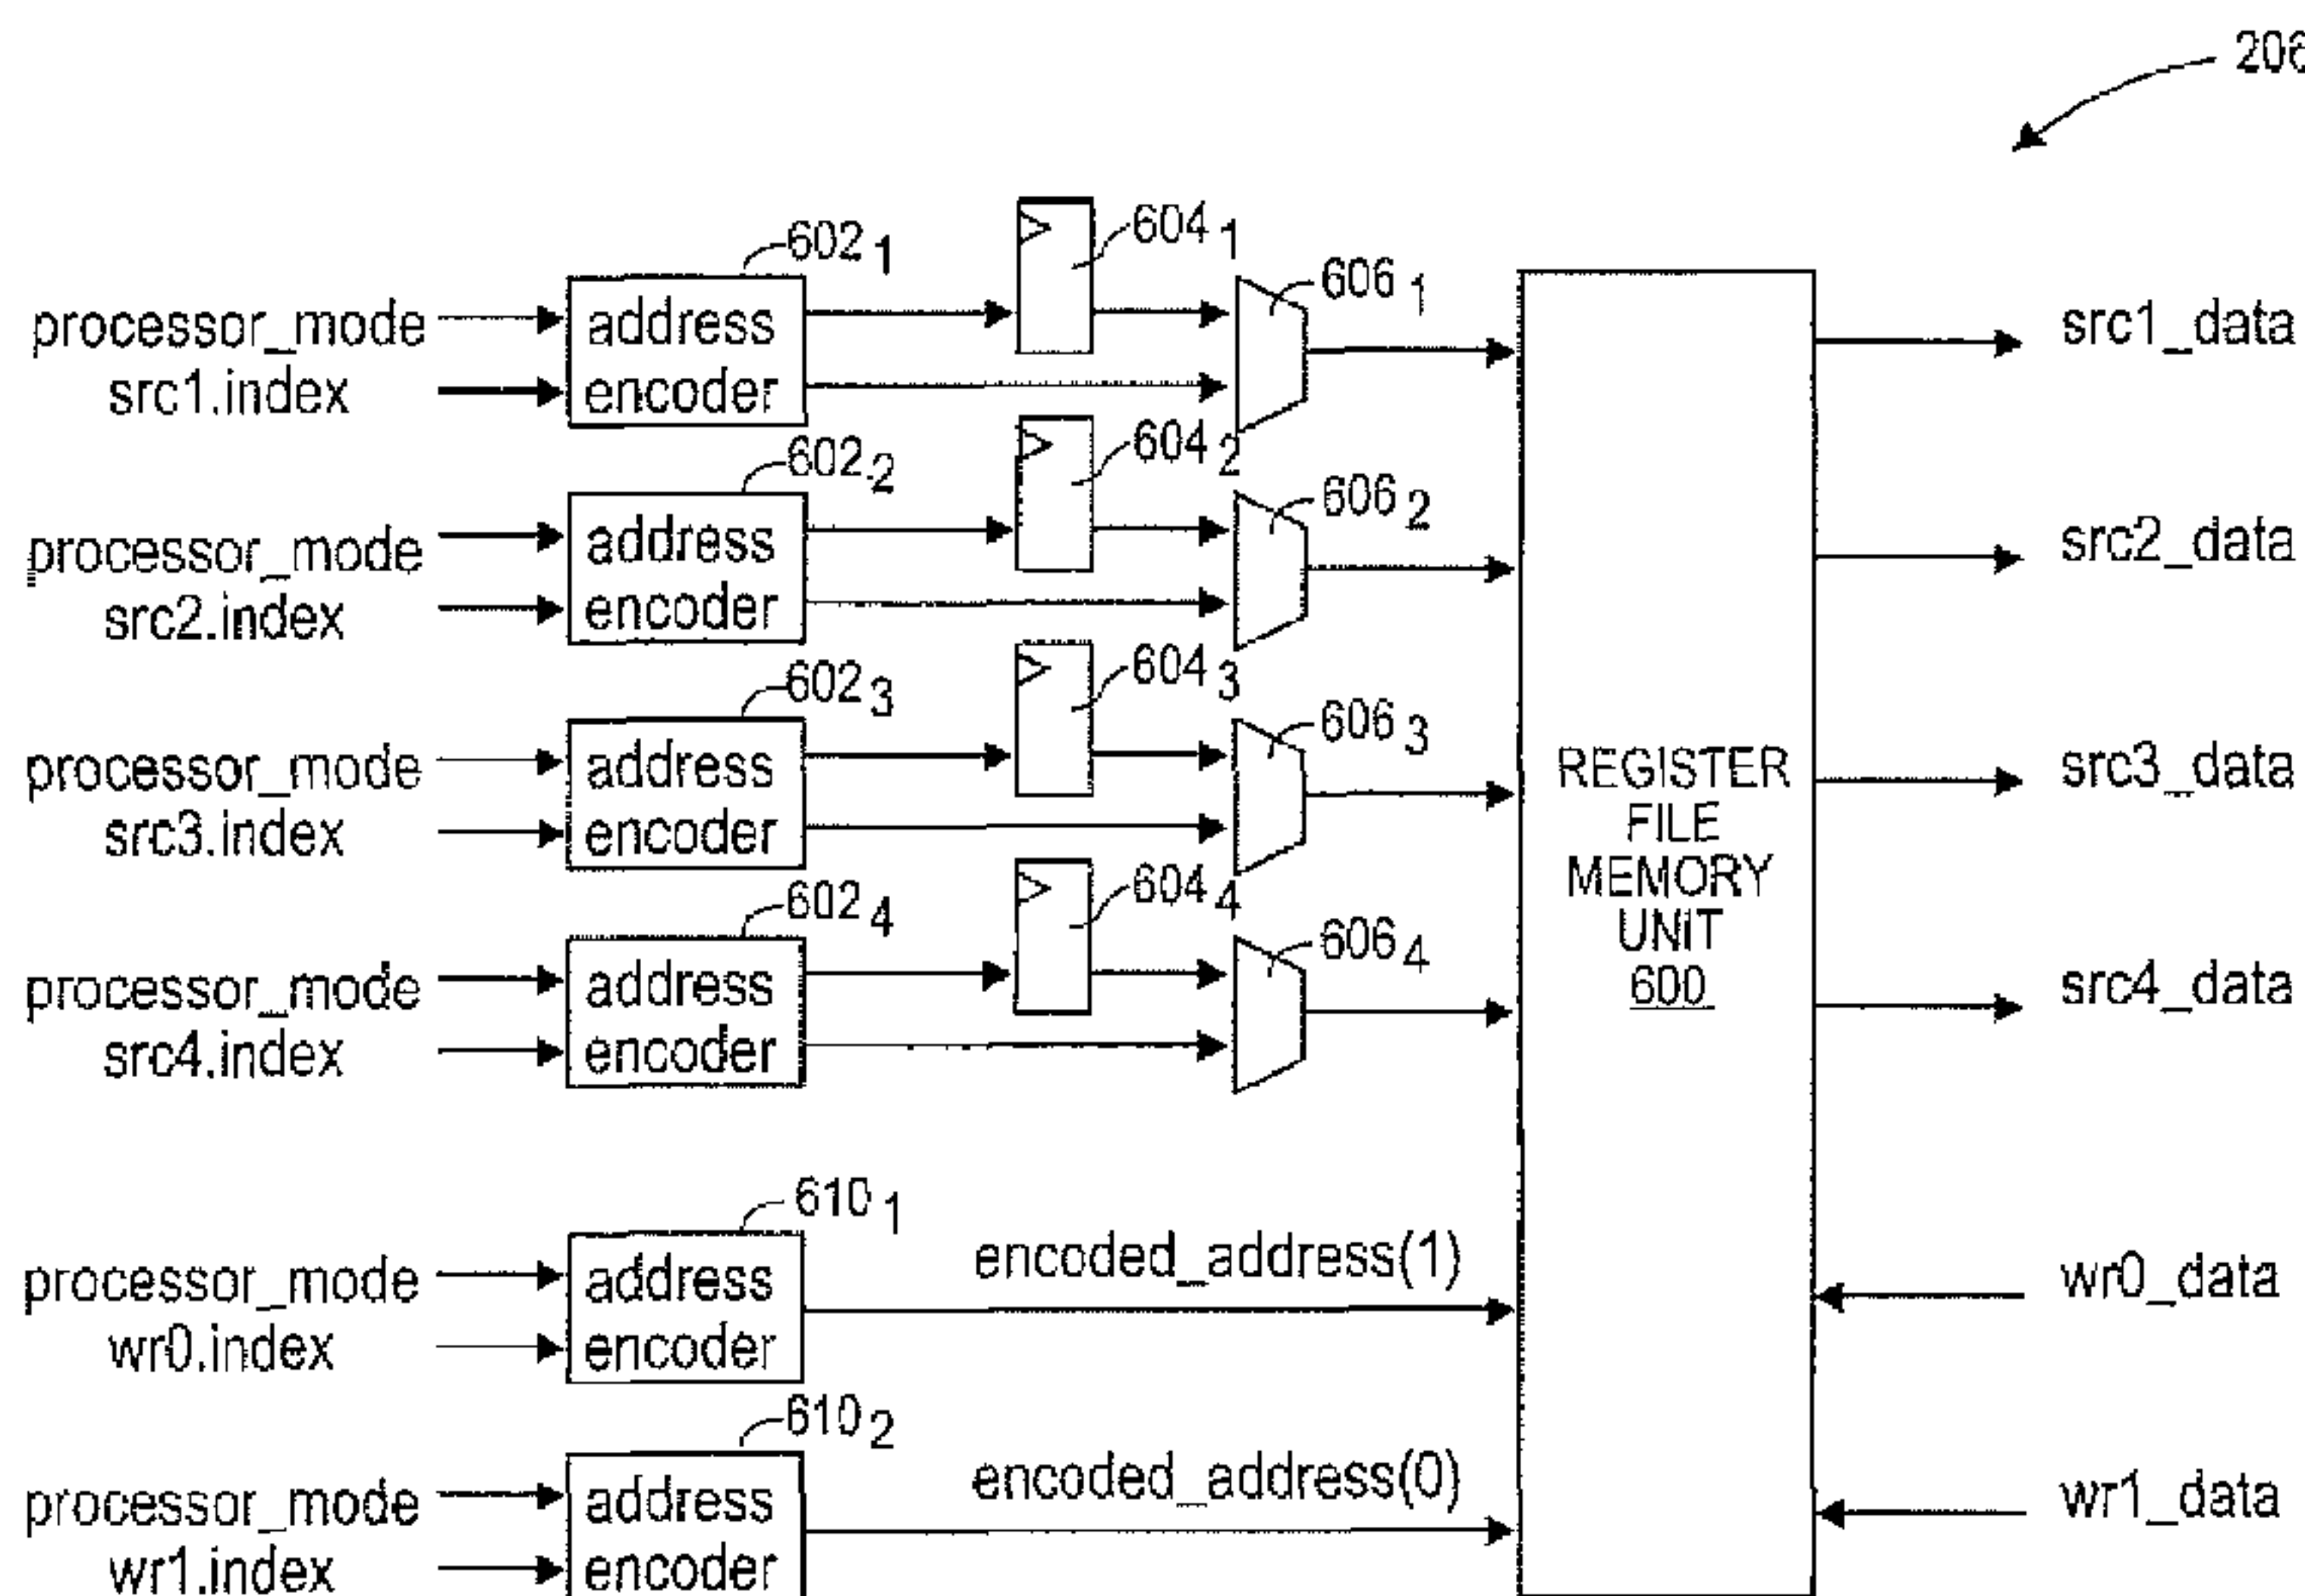 206
602 1
604 1
606 1
processor_mode
src1.index
address
encoder
src1_data
602 2
604 2
606 2
processor_mode
src2.index
address
encoder
src2_data
602 3
604 3
606 3
processor_mode
src3.index
address
encoder
src3_data
602 4
604 4
606 4
processor_mode
src4.index
address
encoder
src4_data
REGISTER
FILE
MEMORY
UNIT
600
610 1
processor_mode
wr0.index
address
encoder
encoded_address(1)
wr0_data
610 2
processor_mode
wr1.index
address
encoder
encoded_address(0)
wr1_data